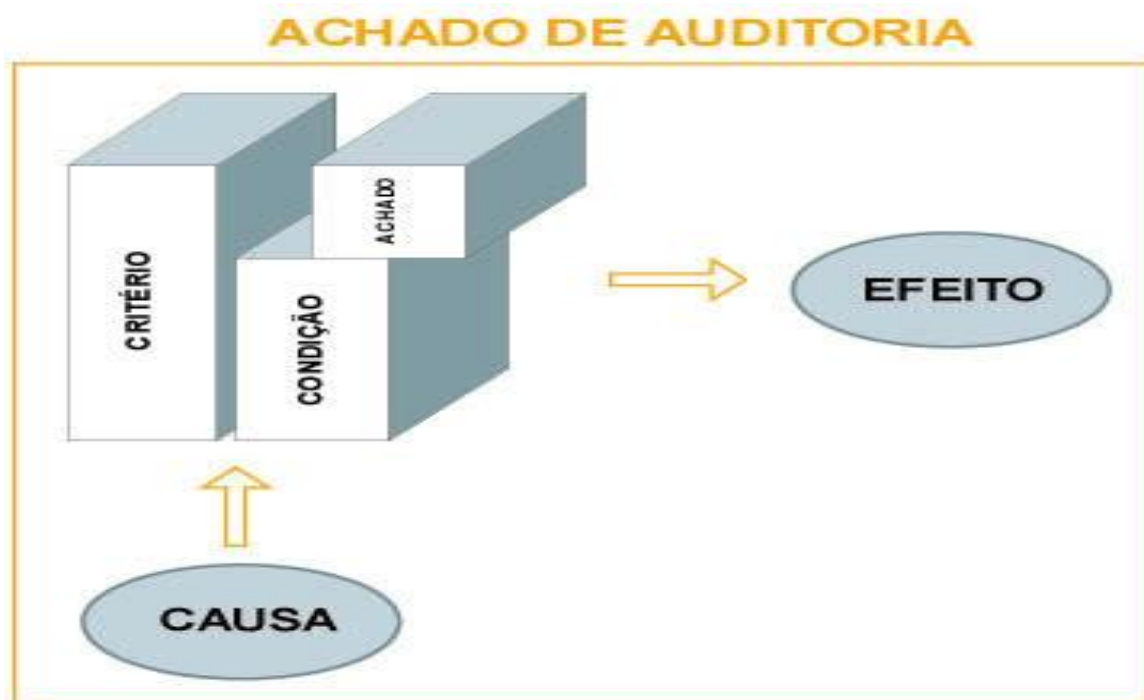 ACHADO DE AUDITORIA
CRITÉRIO
ACHADO
CONDIÇÃO
EFEITO
CAUSA